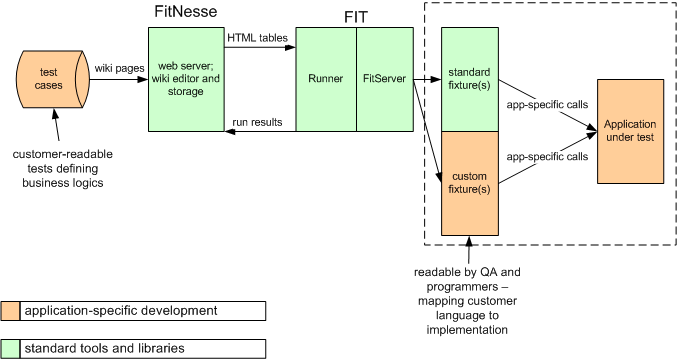 FitNesse
FIT
HTML tables
test
cases
wiki pages
web server;
wiki editor and
storage
Runner
FitServer
standard
fixture(s)
app-specific calls
Application
under test
run results
app-specific calls
custom
fixture(s)
customer-readable
tests defining
business logics
readable by QA and
programmers –
mapping customer
language to
implementation
application-specific development
standard tools and libraries